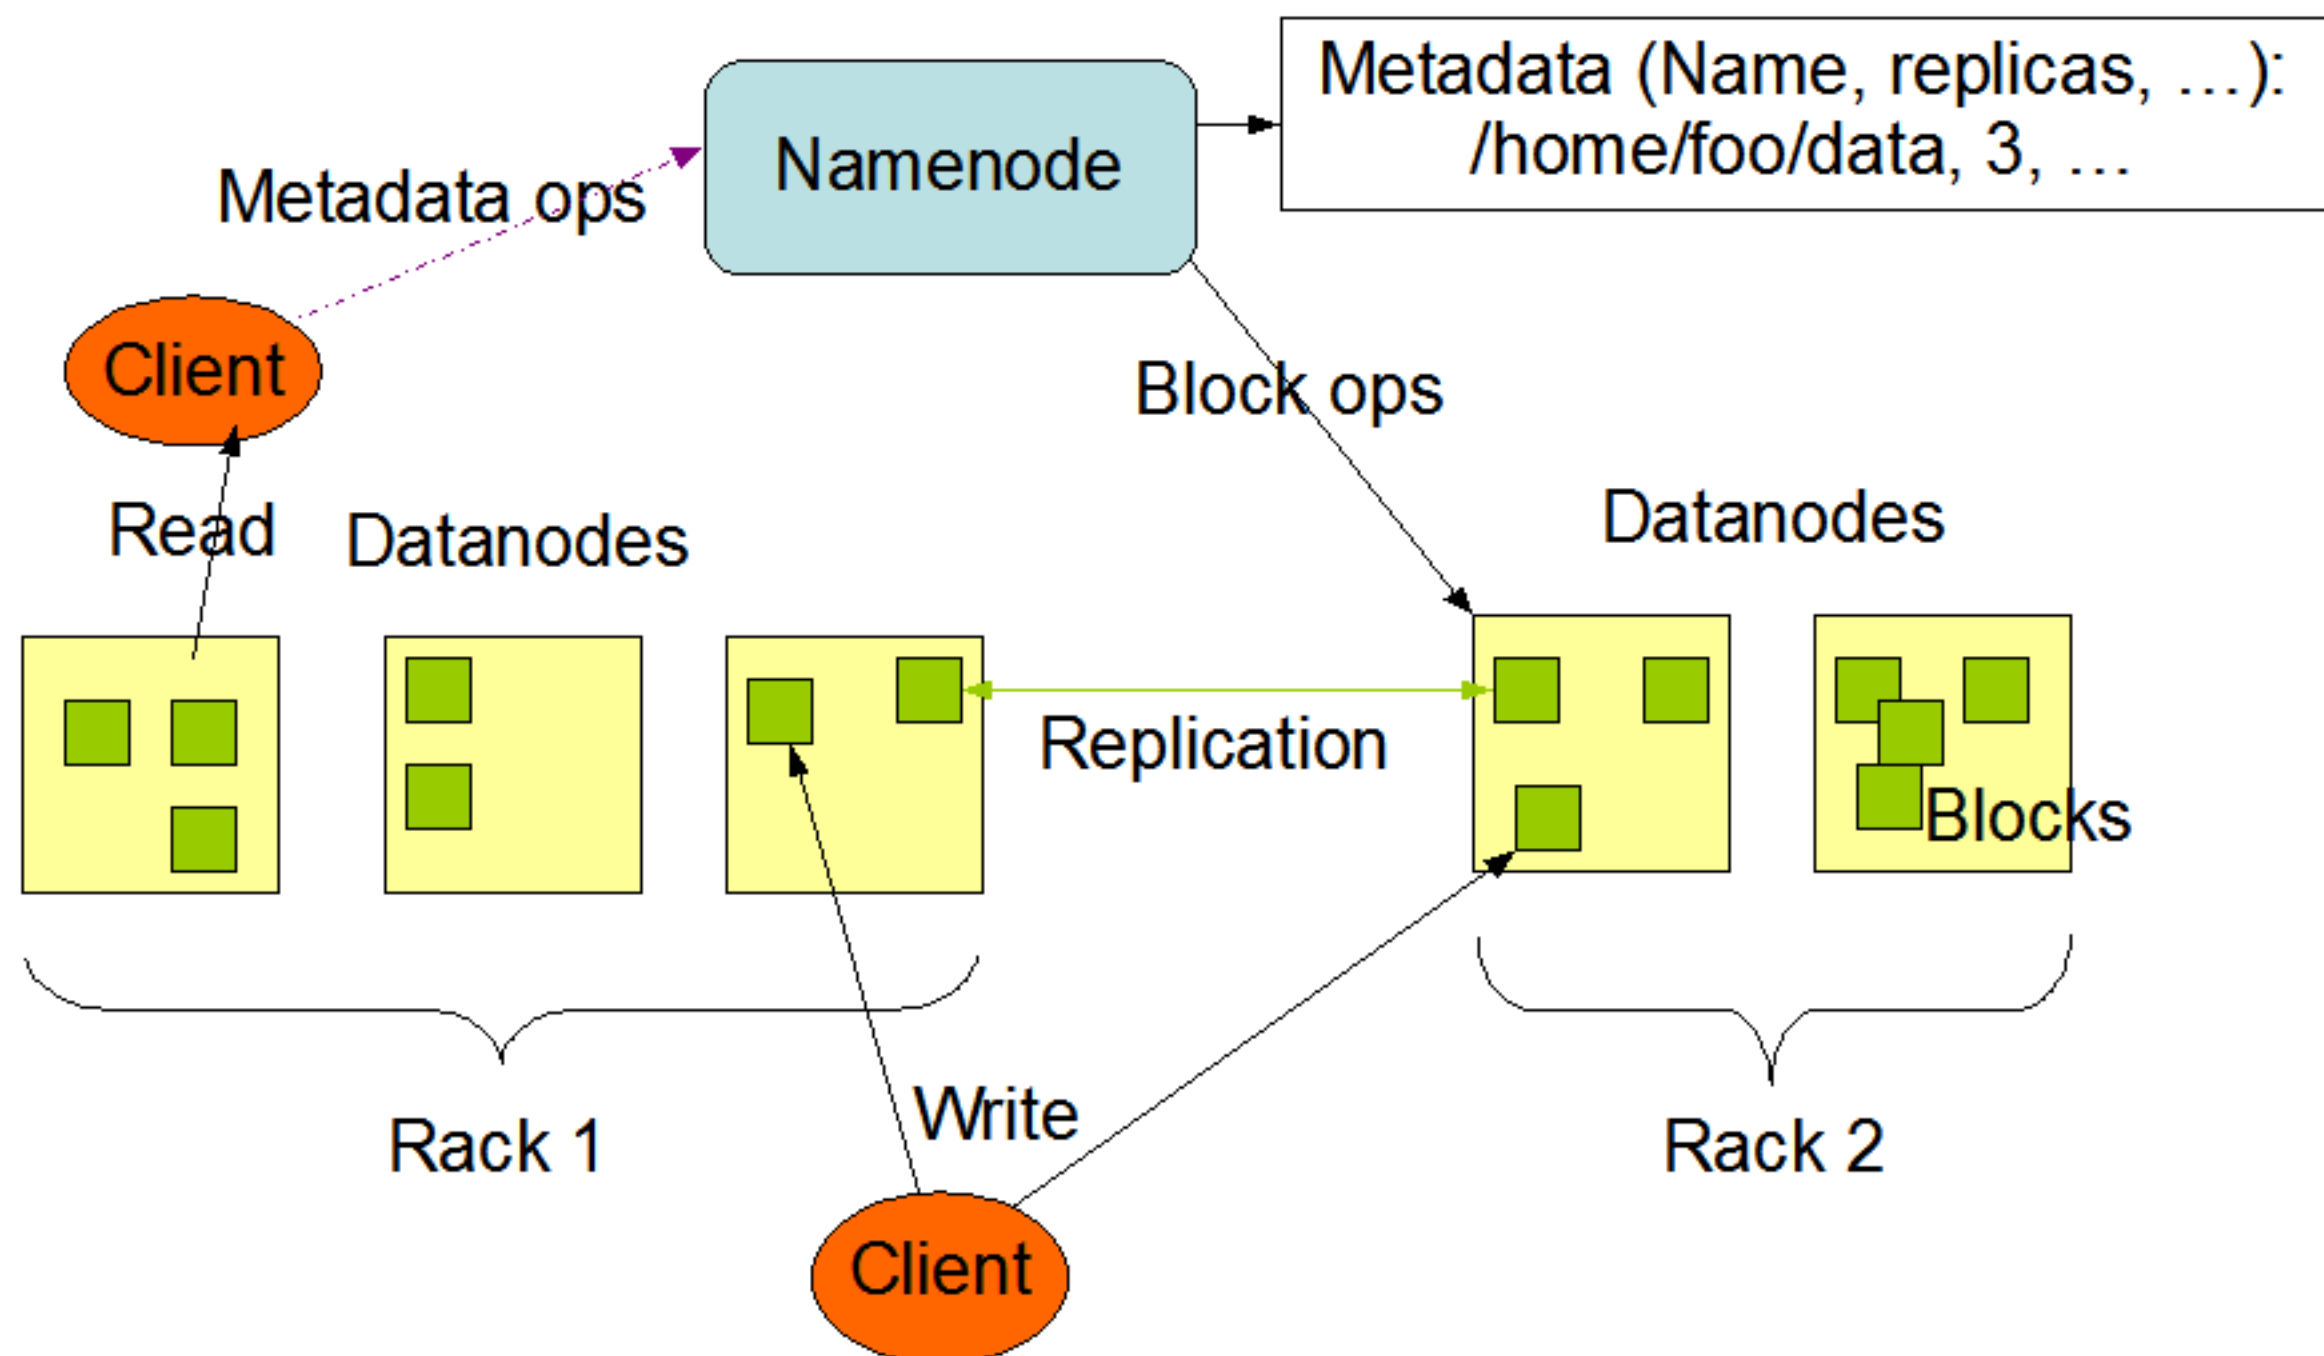 Metadata (Name, replicas, …):
/home/foo/data, 3, …
Namenode
Metadata ops
Client
Block ops
Read
Datanodes
Datanodes
Replication
Blocks
Write
Rack 1
Rack 2
Client